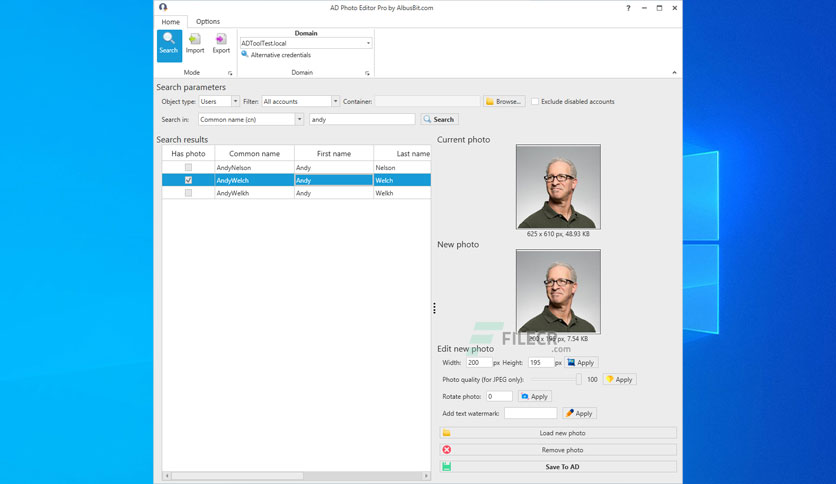 AD Photo Editor Pro by AlbusBit.com
Home Options
Search Import Export
Mode
Domain
ADToolTest.local
Alternative credentials
Domain
Search parameters
Object type: Users Filter: All accounts Container: Browse... Exclude disabled accounts
Search in: Common name (cn) andy Search
Search results
Has photo Common name First name Last name
AndyNelson Andy Nelson
AndyWelch Andy Welch
AndyWelkh Andy Welkh
Current photo
625 x 610 px, 48.93 KB
New photo
200 x 195 px, 7.54 KB
FILECR
.com
Edit new photo
Width: 200 px Height: 195 px Apply
Photo quality (for JPEG only): 100 Apply
Rotate photo: 0 Apply
Add text watermark: Apply
Load new photo
Remove photo
Save To AD